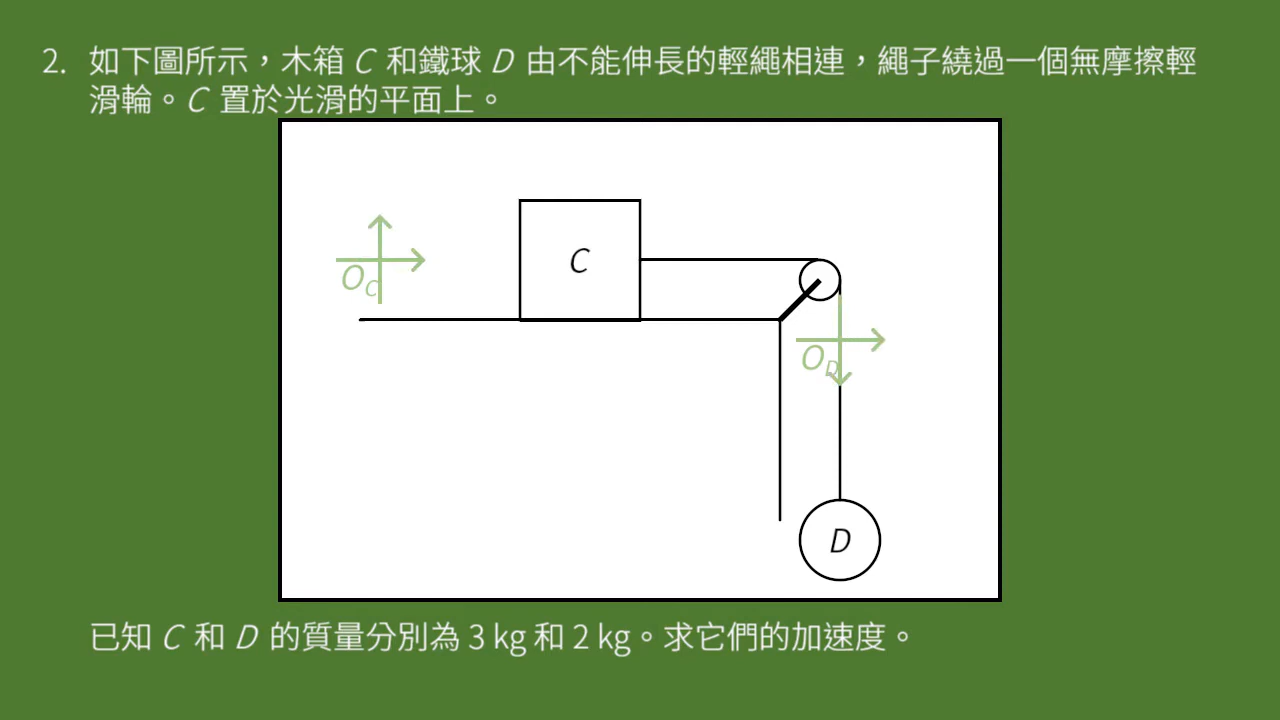 2. 如下圖所示，木箱 C 和鐵球 D 由不能伸長的輕繩相連，繩子繞過一個無摩擦輕
滑輪。C 置於光滑的平面上。
C
O_C
O_D
D
已知 C 和 D 的質量分別為 3 kg 和 2 kg。求它們的加速度。